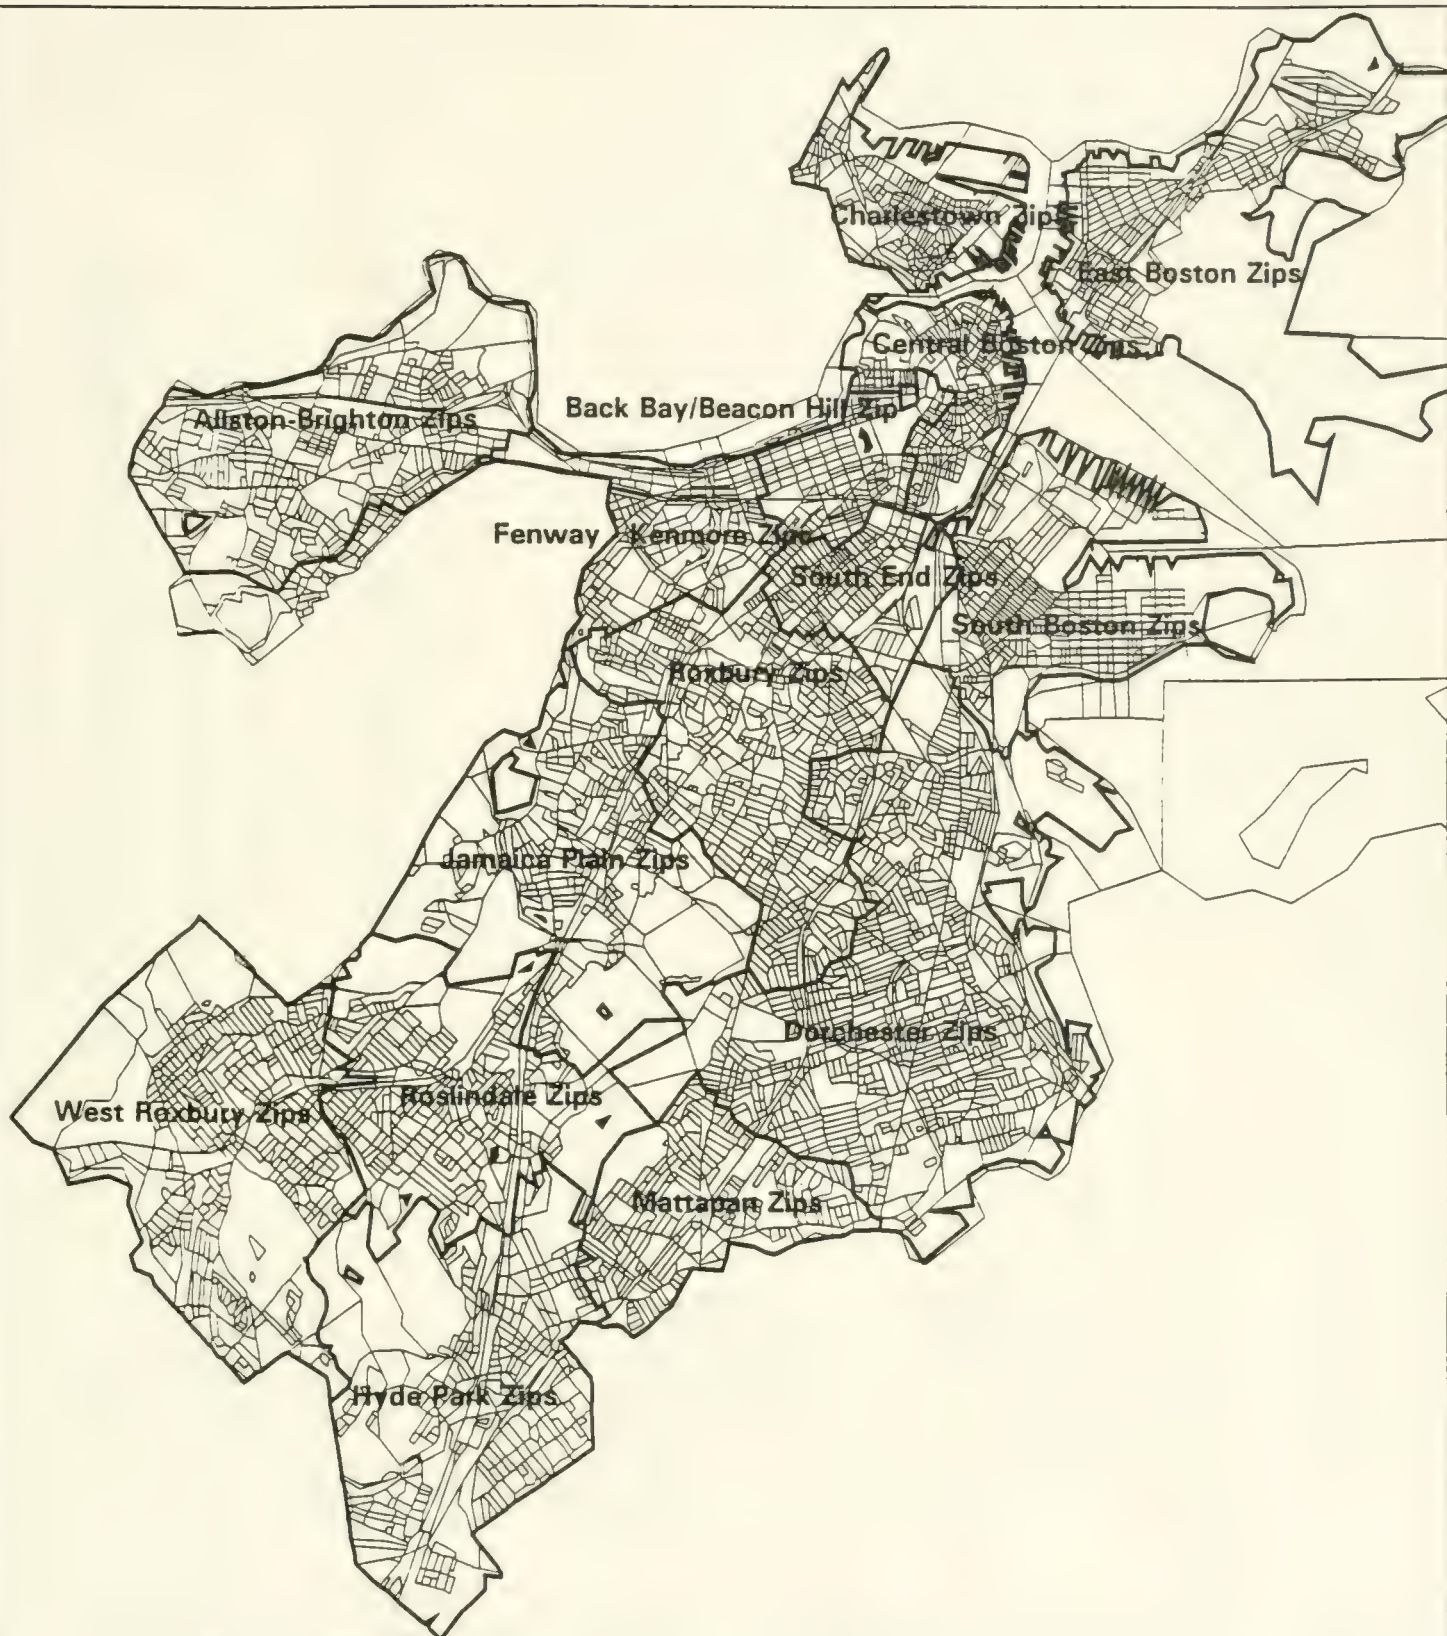 Charlestown Zips
East Boston Zips
Central Boston Zips
Back Bay/Beacon Hill Zip
Allston-Brighton Zips
Fenway Kenmore Zips
South End Zips
South Boston Zips
Roxbury Zips
Jamaica Plain Zips
Dorchester Zips
Roslindale Zips
West Roxbury Zips
Mattapan Zips
Hyde Park Zips